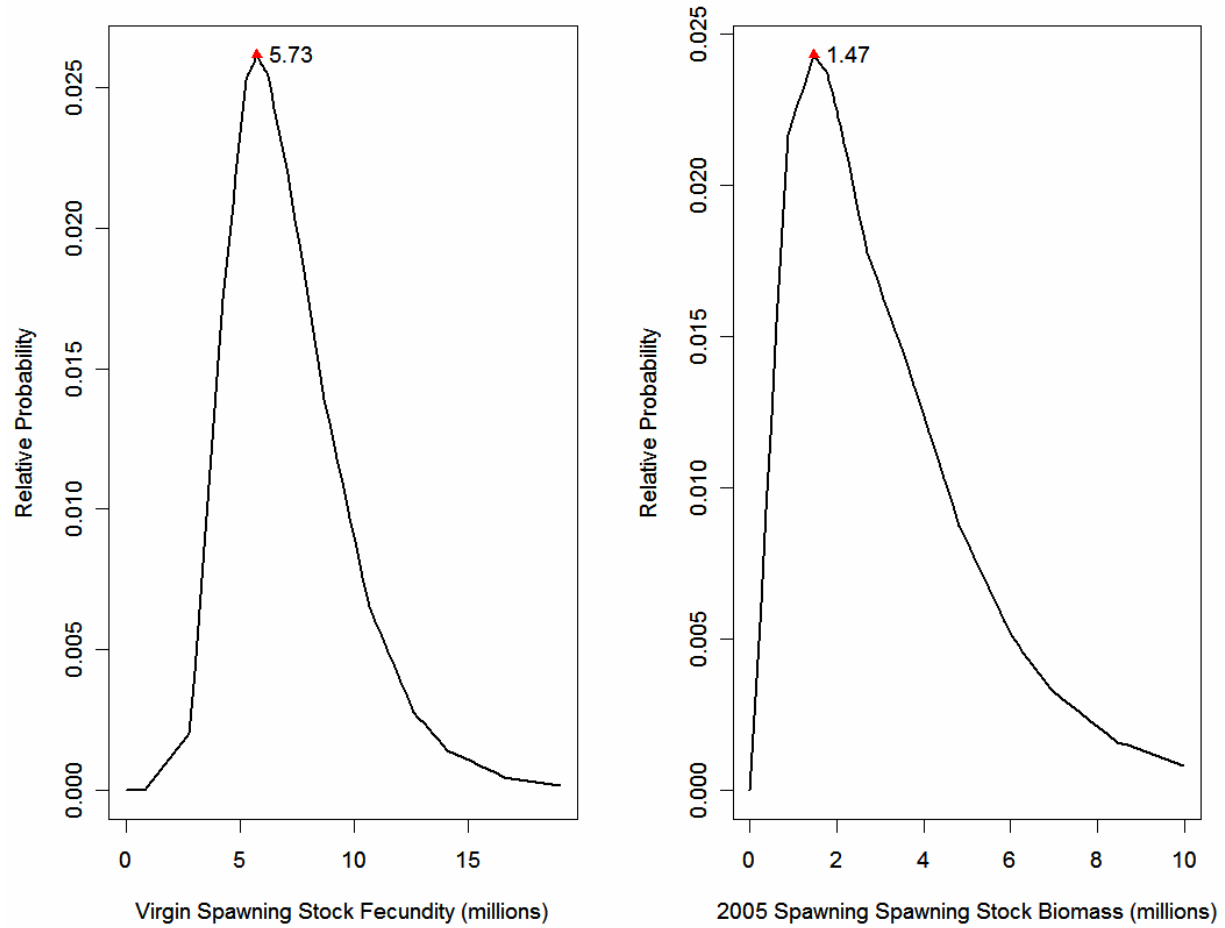 5.73
Relative Probability
0.000
0.005
0.010
0.015
0.020
0.025
0 5 10 15
Virgin Spawning Stock Fecundity (millions)
1.47
Relative Probability
0.000
0.005
0.010
0.015
0.020
0.025
0 2 4 6 8 10
2005 Spawning Spawning Stock Biomass (millions)